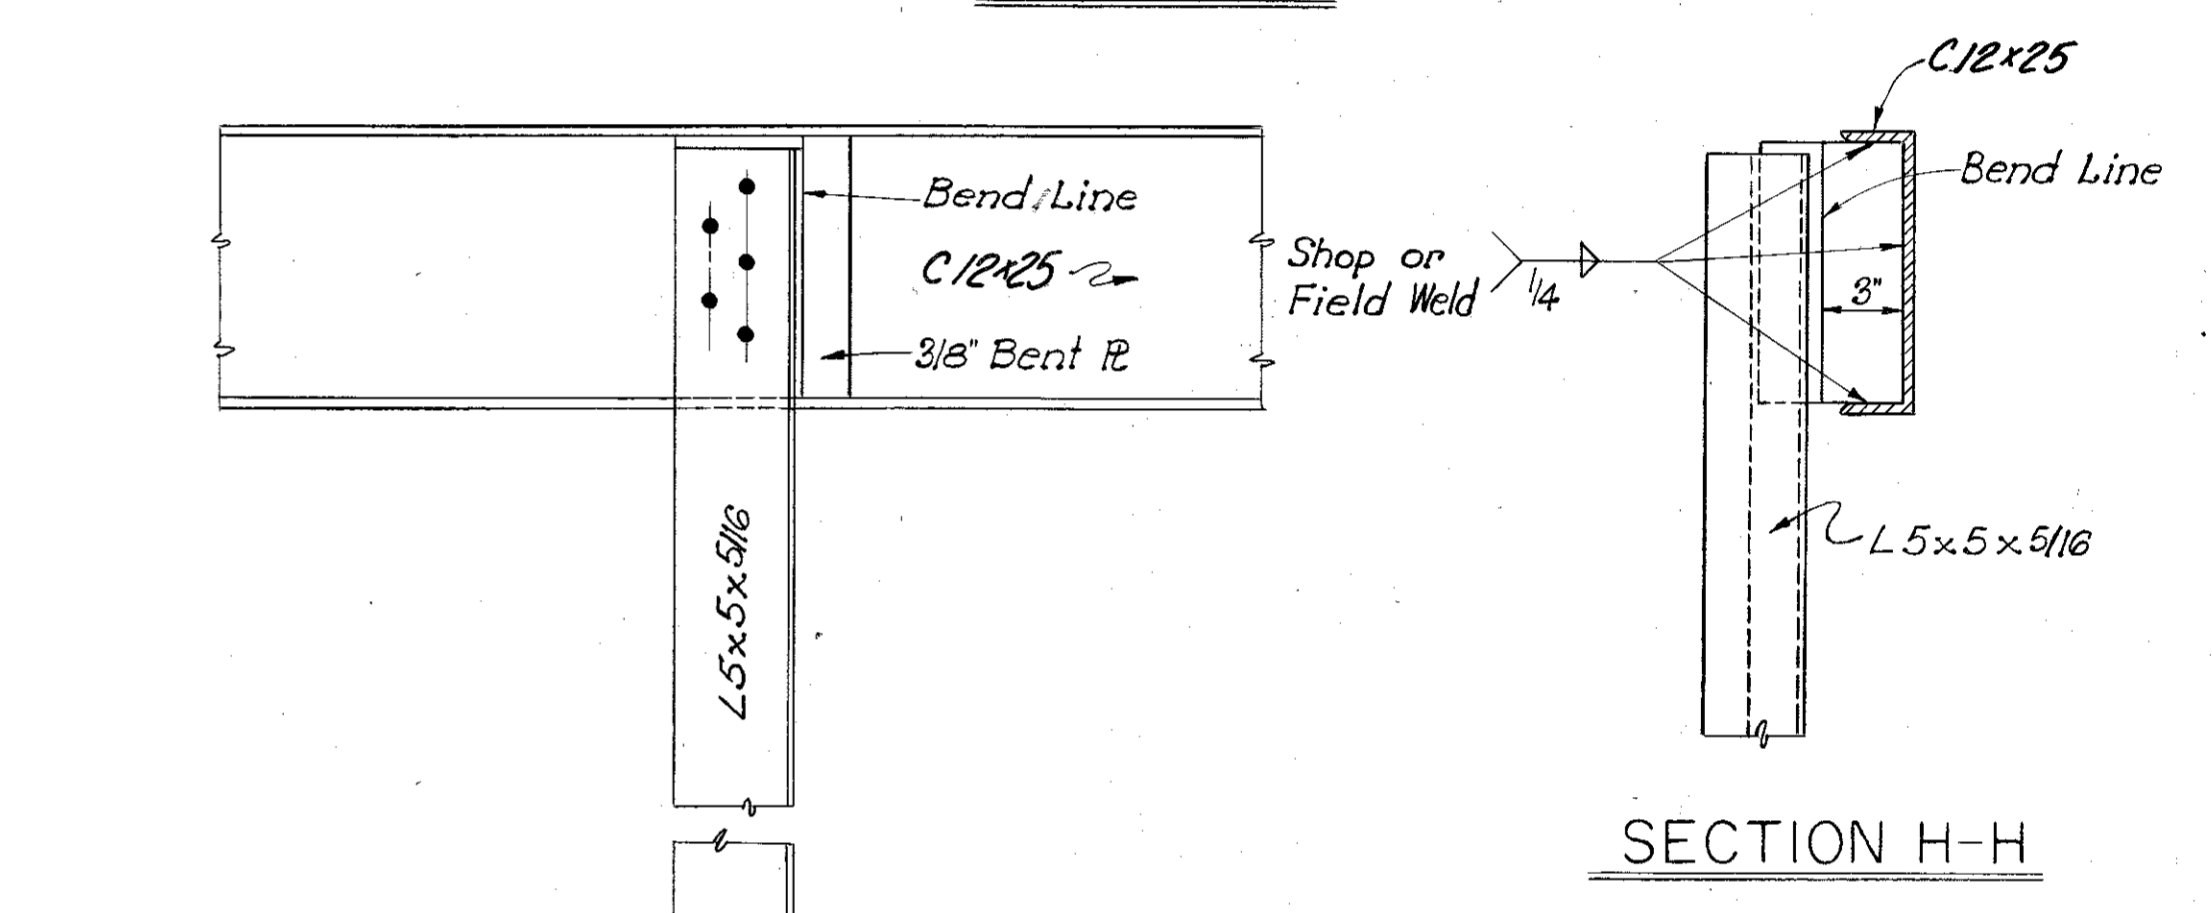 C12x25
Bend Line
Bend Line
C12x25
Shop or
Field Weld
1/4
3"
3/8" Bent PL
L5x5x5/16
L5x5x5/16
SECTION H-H